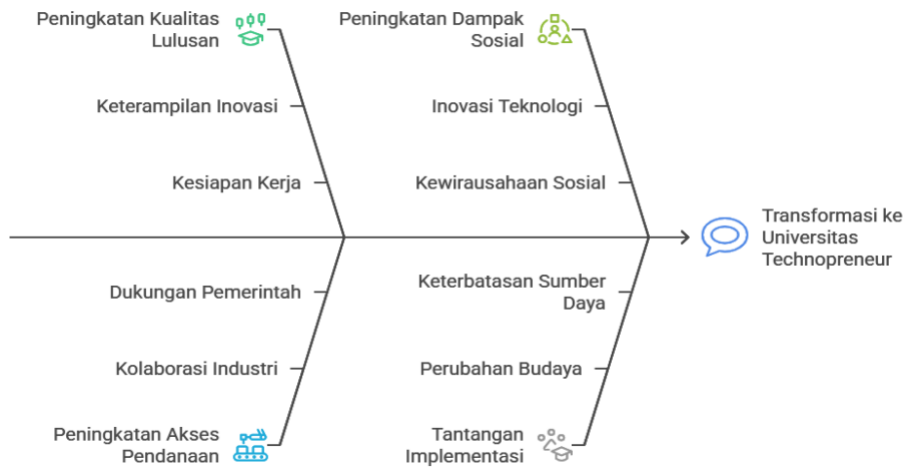 Peningkatan Kualitas
Lulusan
Peningkatan Dampak
Sosial
Keterampilan Inovasi
Inovasi Teknologi
Kesiapan Kerja
Kewirausahaan Sosial
Transformasi ke
Universitas
Technopreneur
Dukungan Pemerintah
Keterbatasan Sumber
Daya
Kolaborasi Industri
Perubahan Budaya
Peningkatan Akses
Pendanaan
Tantangan
Implementasi